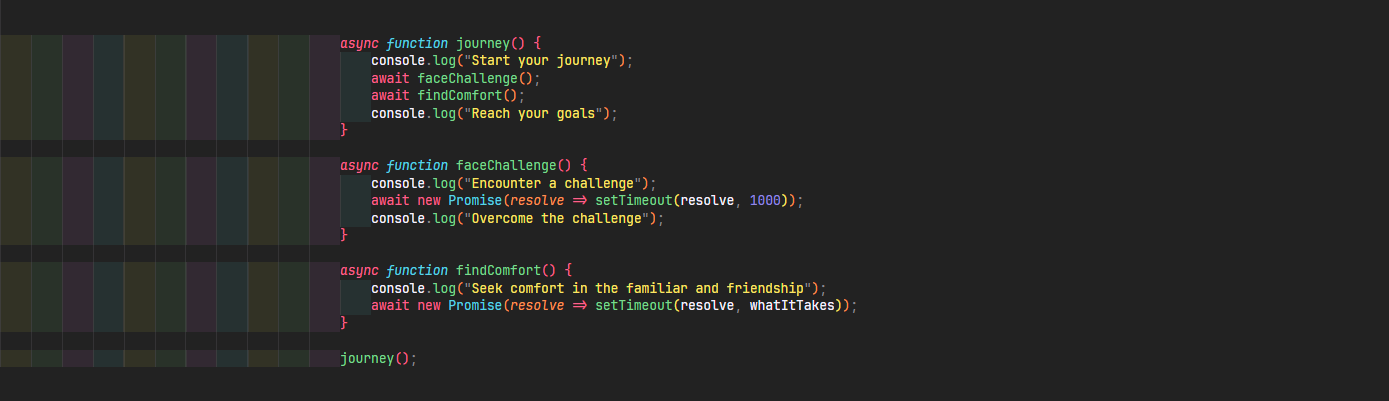 async function journey() {
    console.log("Start your journey");
    await faceChallenge();
    await findComfort();
    console.log("Reach your goals");
}

async function faceChallenge() {
    console.log("Encounter a challenge");
    await new Promise(resolve => setTimeout(resolve, 1000));
    console.log("Overcome the challenge");
}

async function findComfort() {
    console.log("Seek comfort in the familiar and friendship");
    await new Promise(resolve => setTimeout(resolve, whatItTakes));
}

journey();